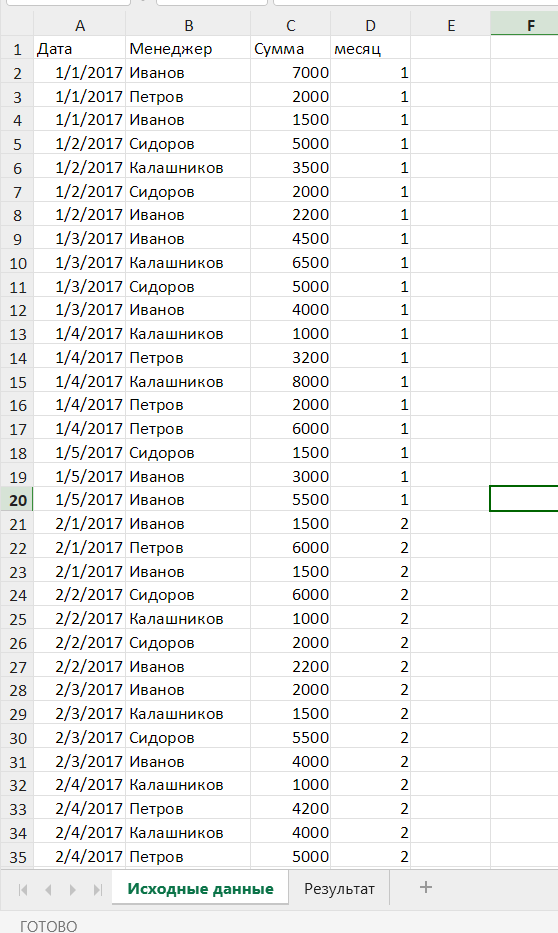 A B C D E F
1 Дата Менеджер Сумма месяц
2 1/1/2017 Иванов 7000 1
3 1/1/2017 Петров 2000 1
4 1/1/2017 Иванов 1500 1
5 1/2/2017 Сидоров 5000 1
6 1/2/2017 Калашников 3500 1
7 1/2/2017 Сидоров 2000 1
8 1/2/2017 Иванов 2200 1
9 1/3/2017 Иванов 4500 1
10 1/3/2017 Калашников 6500 1
11 1/3/2017 Сидоров 5000 1
12 1/3/2017 Иванов 4000 1
13 1/4/2017 Калашников 1000 1
14 1/4/2017 Петров 3200 1
15 1/4/2017 Калашников 8000 1
16 1/4/2017 Петров 2000 1
17 1/4/2017 Петров 6000 1
18 1/5/2017 Сидоров 1500 1
19 1/5/2017 Иванов 3000 1
20 1/5/2017 Иванов 5500 1
21 2/1/2017 Иванов 1500 2
22 2/1/2017 Петров 6000 2
23 2/1/2017 Иванов 1500 2
24 2/2/2017 Сидоров 6000 2
25 2/2/2017 Калашников 1000 2
26 2/2/2017 Сидоров 2000 2
27 2/2/2017 Иванов 2200 2
28 2/3/2017 Иванов 2000 2
29 2/3/2017 Калашников 1500 2
30 2/3/2017 Сидоров 5500 2
31 2/3/2017 Иванов 4000 2
32 2/4/2017 Калашников 1000 2
33 2/4/2017 Петров 4200 2
34 2/4/2017 Калашников 4000 2
35 2/4/2017 Петров 5000 2
Исходные данные Результат +
ГОТОВО